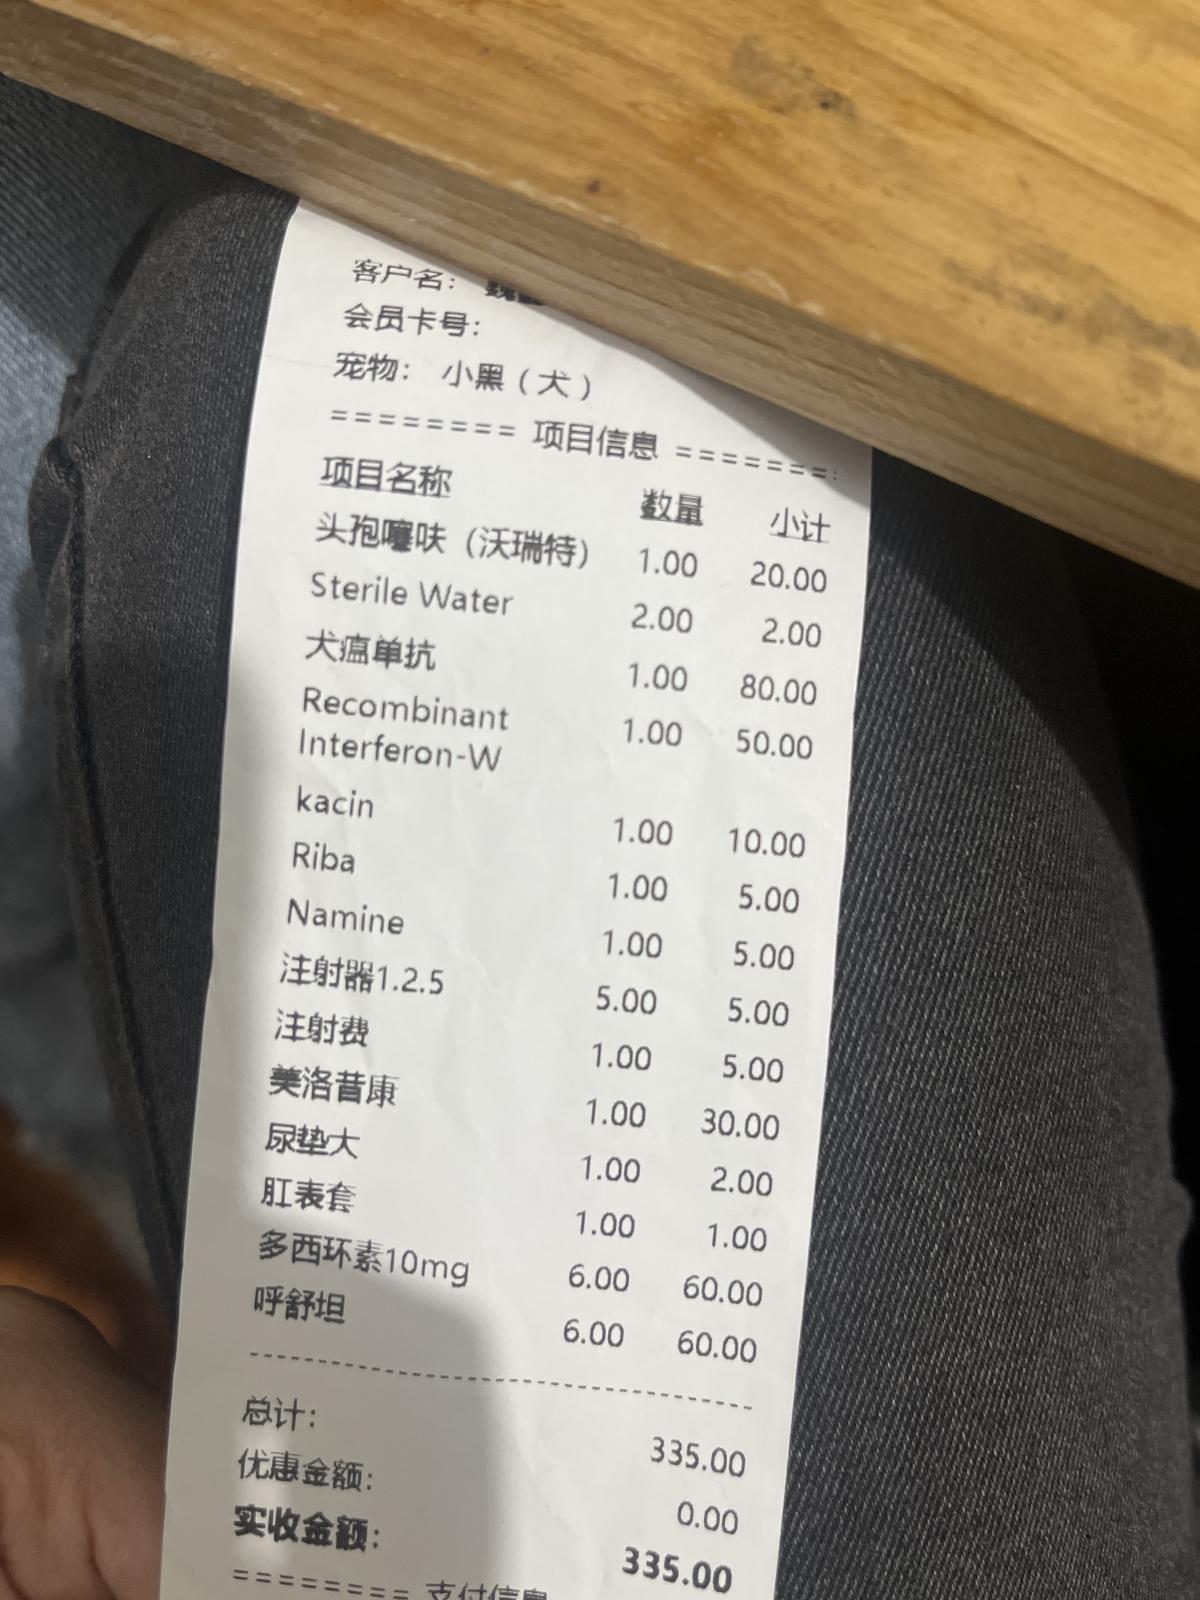 客户名：
会员卡号：
宠物： 小黑（犬）
======== 项目信息 =======:
项目名称 数量 小计
头孢噻呋（沃瑞特） 1.00 20.00
Sterile Water 2.00 2.00
犬瘟单抗 1.00 80.00
Recombinant 1.00 50.00
Interferon-W
kacin 1.00 10.00
Riba 1.00 5.00
Namine 1.00 5.00
注射器1.2.5 5.00 5.00
注射费 1.00 5.00
美洛昔康 1.00 30.00
尿垫大 1.00 2.00
肛表套 1.00 1.00
多西环素10mg 6.00 60.00
呼舒坦 6.00 60.00
总计： 335.00
优惠金额： 0.00
实收金额： 335.00
======== 支付信息